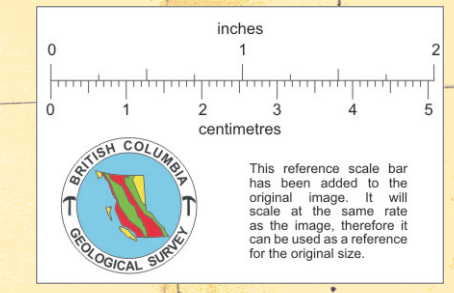 inches
0 1 2
0 1 2 3 4 5
centimetres
BRITISH COLUMBIA
GEOLOGICAL SURVEY
This reference scale bar
has been added to the
original image. It will
scale at the same rate
as the image, therefore it
can be used as a reference
for the original size.